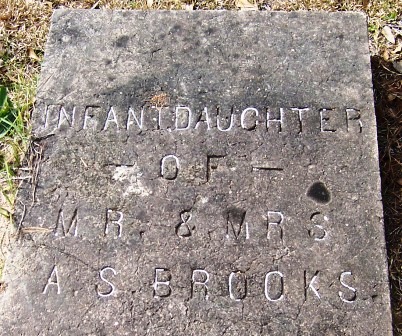 INFANT DAUGHTER
— OF —
MR. & MRS
A. S. BROOKS